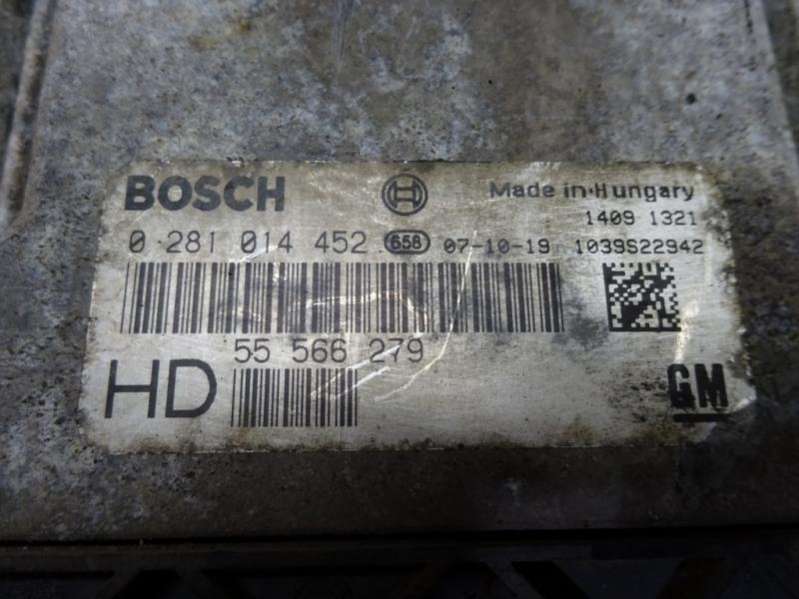 BOSCH Made in Hungary
1409 1321
0 281 014 452 658 07-10-19 1039S22942
HD 55 566 279 GM